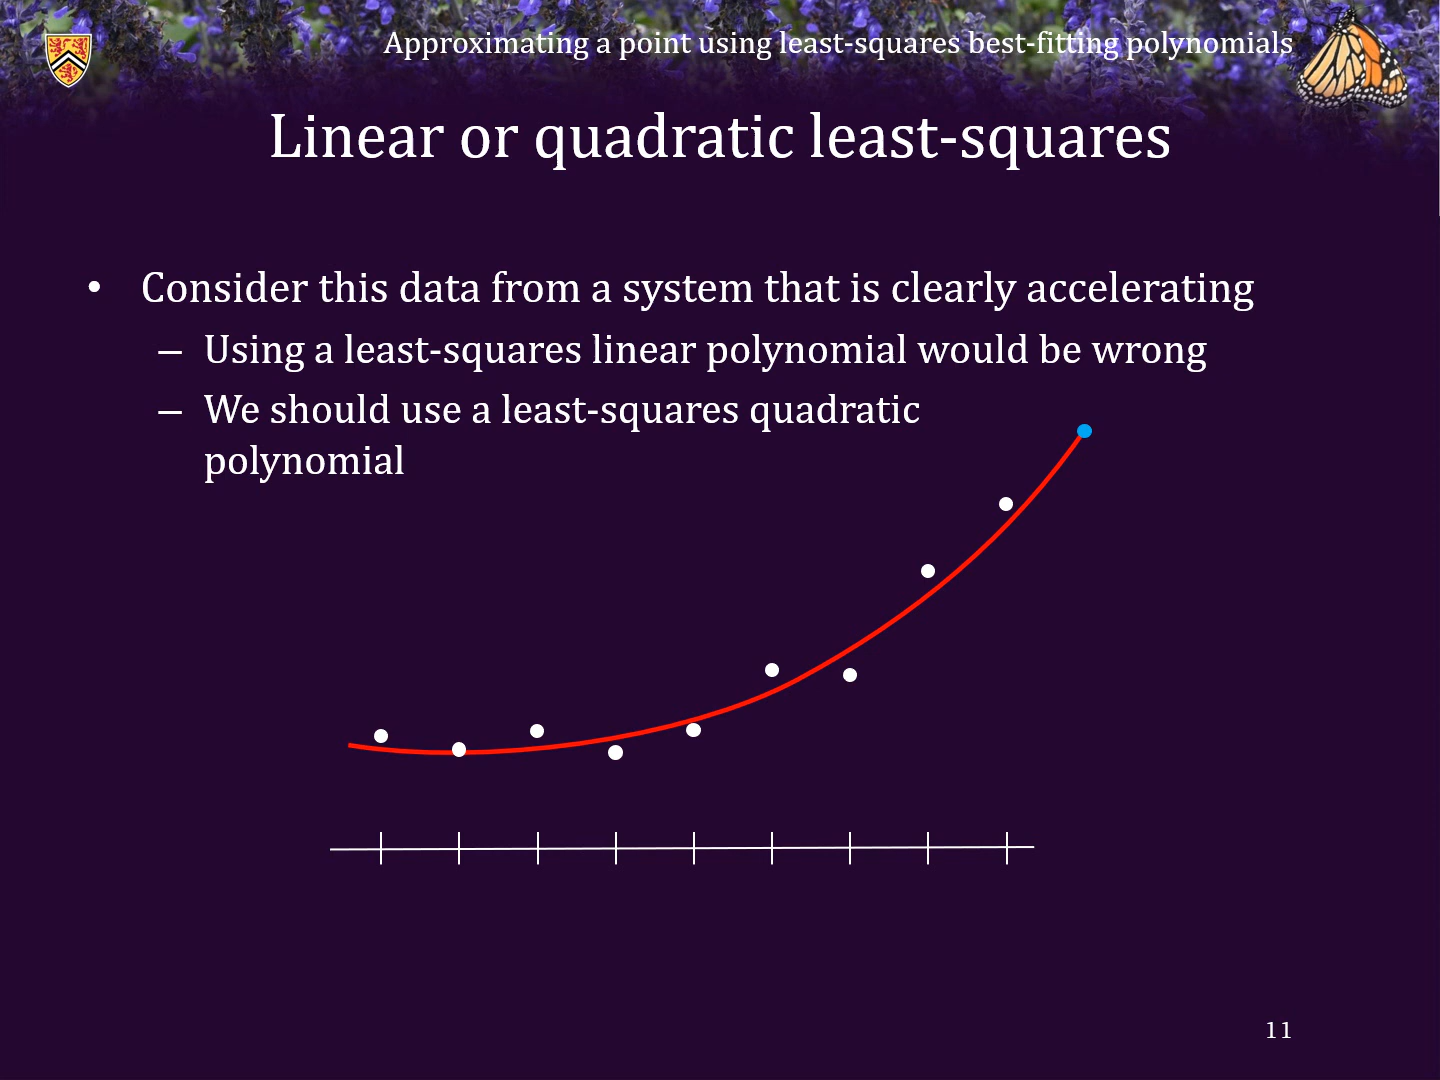 Approximating a point using least-squares best-fitting polynomials
Linear or quadratic least-squares
• Consider this data from a system that is clearly accelerating
– Using a least-squares linear polynomial would be wrong
– We should use a least-squares quadratic
polynomial
11